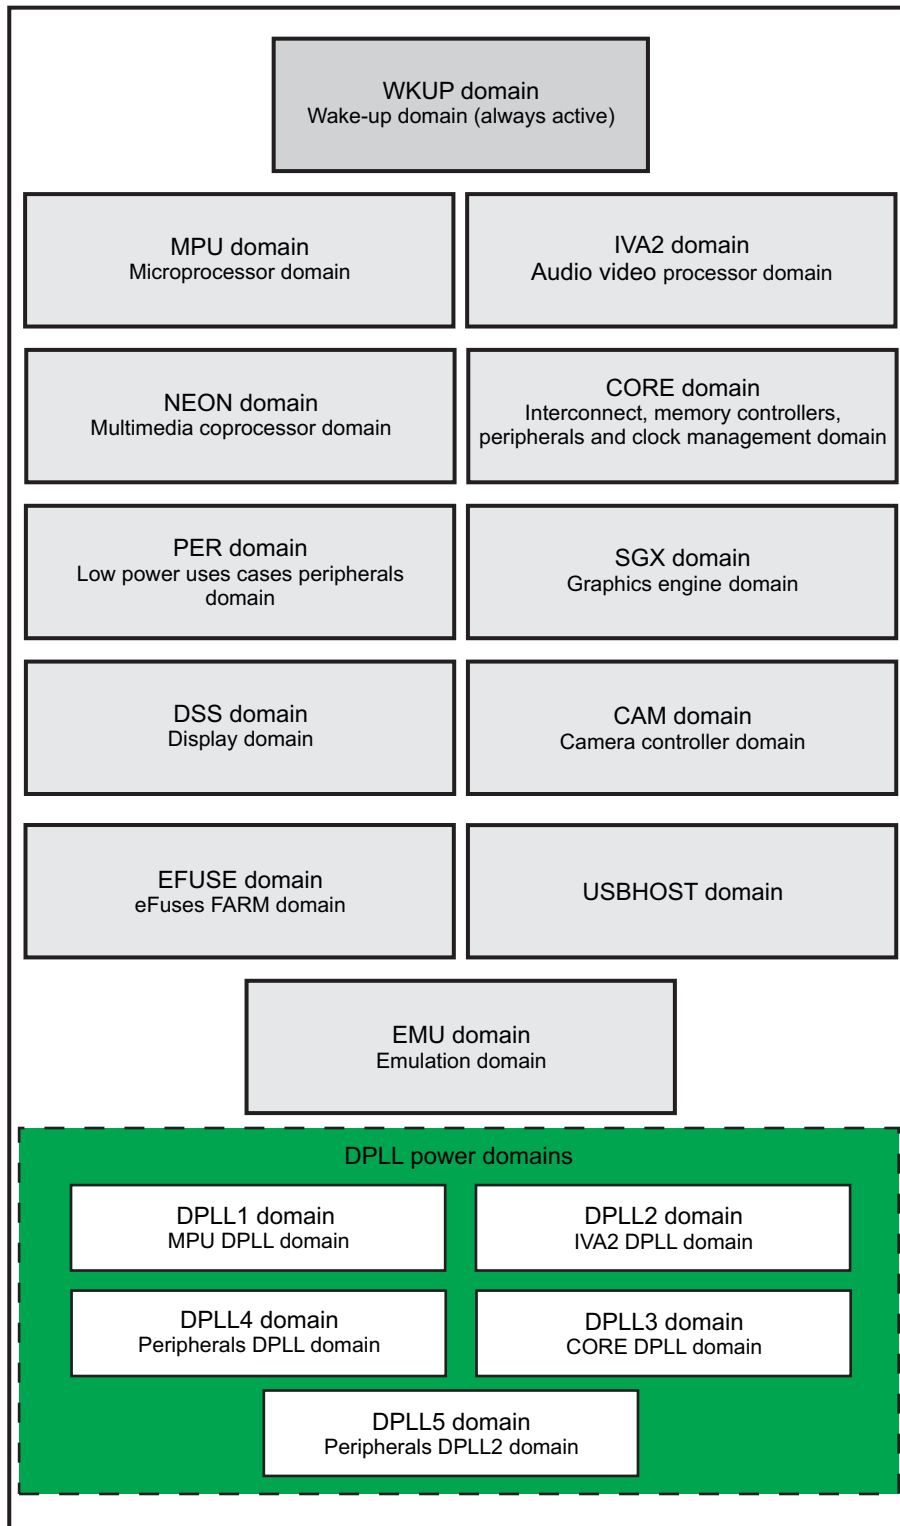 WKUP domain
Wake-up domain (always active)
MPU domain
Microprocessor domain
IVA2 domain
Audio video processor domain
NEON domain
Multimedia coprocessor domain
CORE domain
Interconnect, memory controllers,
peripherals and clock management domain
PER domain
Low power uses cases peripherals
domain
SGX domain
Graphics engine domain
DSS domain
Display domain
CAM domain
Camera controller domain
EFUSE domain
eFuses FARM domain
USBHOST domain
EMU domain
Emulation domain
DPLL power domains
DPLL1 domain
MPU DPLL domain
DPLL2 domain
IVA2 DPLL domain
DPLL4 domain
Peripherals DPLL domain
DPLL3 domain
CORE DPLL domain
DPLL5 domain
Peripherals DPLL2 domain